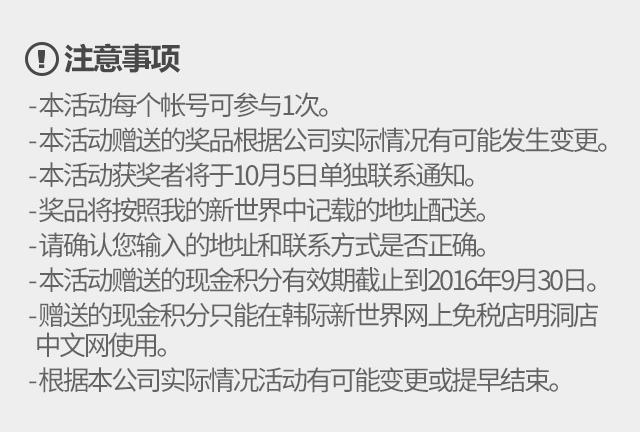 注意事项
-本活动每个帐号可参与1次。
-本活动赠送的奖品根据公司实际情况有可能发生变更。
-本活动获奖者将于10月5日单独联系通知。
-奖品将按照我的新世界中记载的地址配送。
-请确认您输入的地址和联系方式是否正确。
-本活动赠送的现金积分有效期截止到2016年9月30日。
-赠送的现金积分只能在韩际新世界网上免税店明洞店
中文网使用。
-根据本公司实际情况活动有可能变更或提早结束。